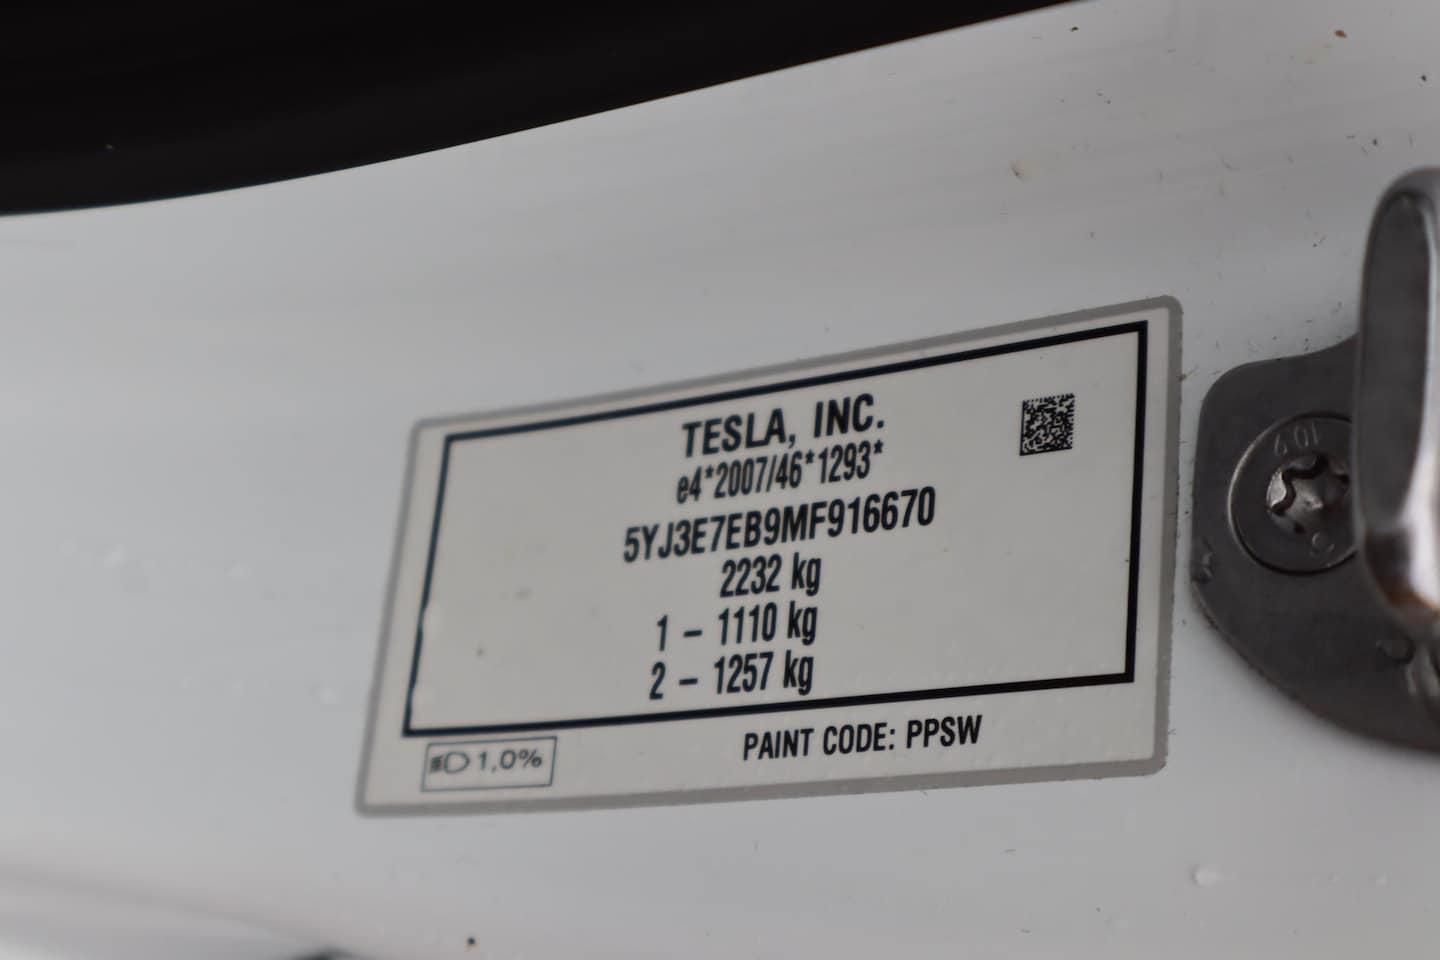 TESLA, INC.
e4*2007/46*1293*
5YJ3E7EB9MF916670
2232 kg
1 – 1110 kg
2 – 1257 kg
1,0%
PAINT CODE: PPSW